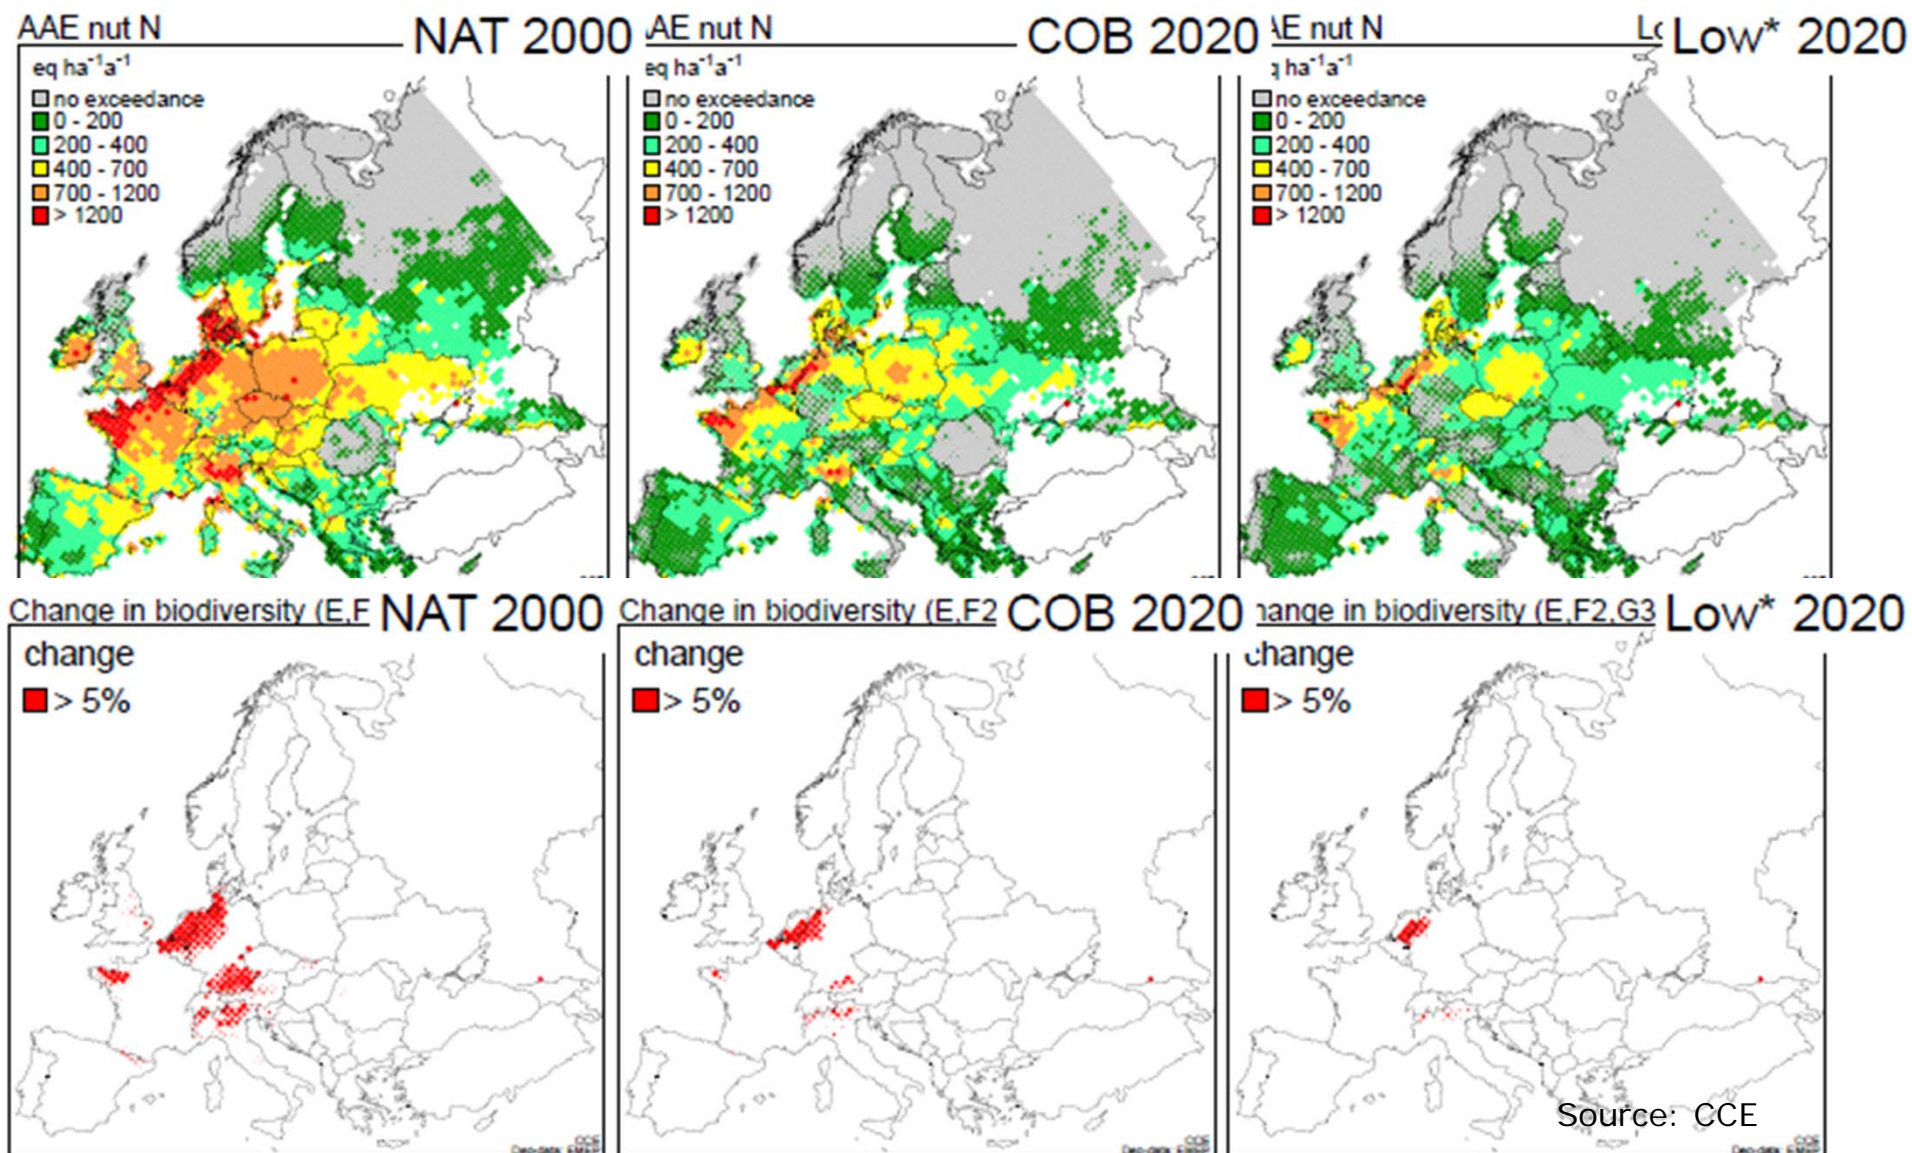 AAE nut N NAT 2000
eq ha⁻¹a⁻¹
no exceedance
0 - 200
200 - 400
400 - 700
700 - 1200
> 1200
AE nut N COB 2020
eq ha⁻¹a⁻¹
no exceedance
0 - 200
200 - 400
400 - 700
700 - 1200
> 1200
E nut N Lo Low* 2020
q ha⁻¹a⁻¹
no exceedance
0 - 200
200 - 400
400 - 700
700 - 1200
> 1200
Change in biodiversity (E,F NAT 2000
change
> 5%
Change in biodiversity (E,F2 COB 2020
change
> 5%
hange in biodiversity (E,F2,G3 Low* 2020
change
> 5%
Source: CCE